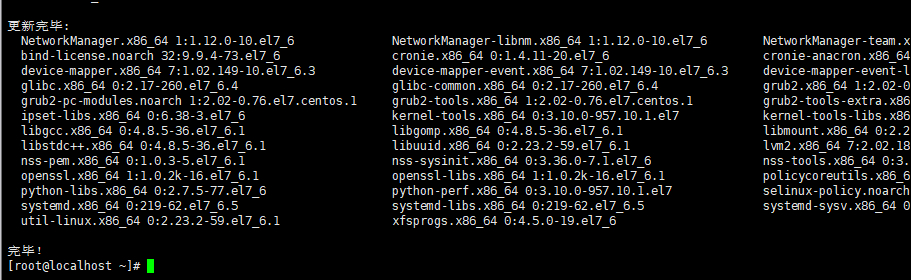 更新完毕:
NetworkManager.x86_64 1:1.12.0-10.el7_6 NetworkManager-libnm.x86_64 1:1.12.0-10.el7_6 NetworkManager-team.x
bind-license.noarch 32:9.9.4-73.el7_6 cronie.x86_64 0:1.4.11-20.el7_6 cronie-anacron.x86_64
device-mapper.x86_64 7:1.02.149-10.el7_6.3 device-mapper-event.x86_64 7:1.02.149-10.el7_6.3 device-mapper-event-l
glibc.x86_64 0:2.17-260.el7_6.4 glibc-common.x86_64 0:2.17-260.el7_6.4 grub2.x86_64 1:2.02-0
grub2-pc-modules.noarch 1:2.02-0.76.el7.centos.1 grub2-tools.x86_64 1:2.02-0.76.el7.centos.1 grub2-tools-extra.x86
ipset-libs.x86_64 0:6.38-3.el7_6 kernel-tools.x86_64 0:3.10.0-957.10.1.el7 kernel-tools-libs.x86
libgcc.x86_64 0:4.8.5-36.el7_6.1 libgomp.x86_64 0:4.8.5-36.el7_6.1 libmount.x86_64 0:2.2
libstdc++.x86_64 0:4.8.5-36.el7_6.1 libuuid.x86_64 0:2.23.2-59.el7_6.1 lvm2.x86_64 7:2.02.18
nss-pem.x86_64 0:1.0.3-5.el7_6.1 nss-sysinit.x86_64 0:3.36.0-7.1.el7_6 nss-tools.x86_64 0:3.
openssl.x86_64 1:1.0.2k-16.el7_6.1 openssl-libs.x86_64 1:1.0.2k-16.el7_6.1 policycoreutils.x86_6
python-libs.x86_64 0:2.7.5-77.el7_6 python-perf.x86_64 0:3.10.0-957.10.1.el7 selinux-policy.noarch
systemd.x86_64 0:219-62.el7_6.5 systemd-libs.x86_64 0:219-62.el7_6.5 systemd-sysv.x86_64 0
util-linux.x86_64 0:2.23.2-59.el7_6.1 xfsprogs.x86_64 0:4.5.0-19.el7_6
完毕！
[root@localhost ~]#